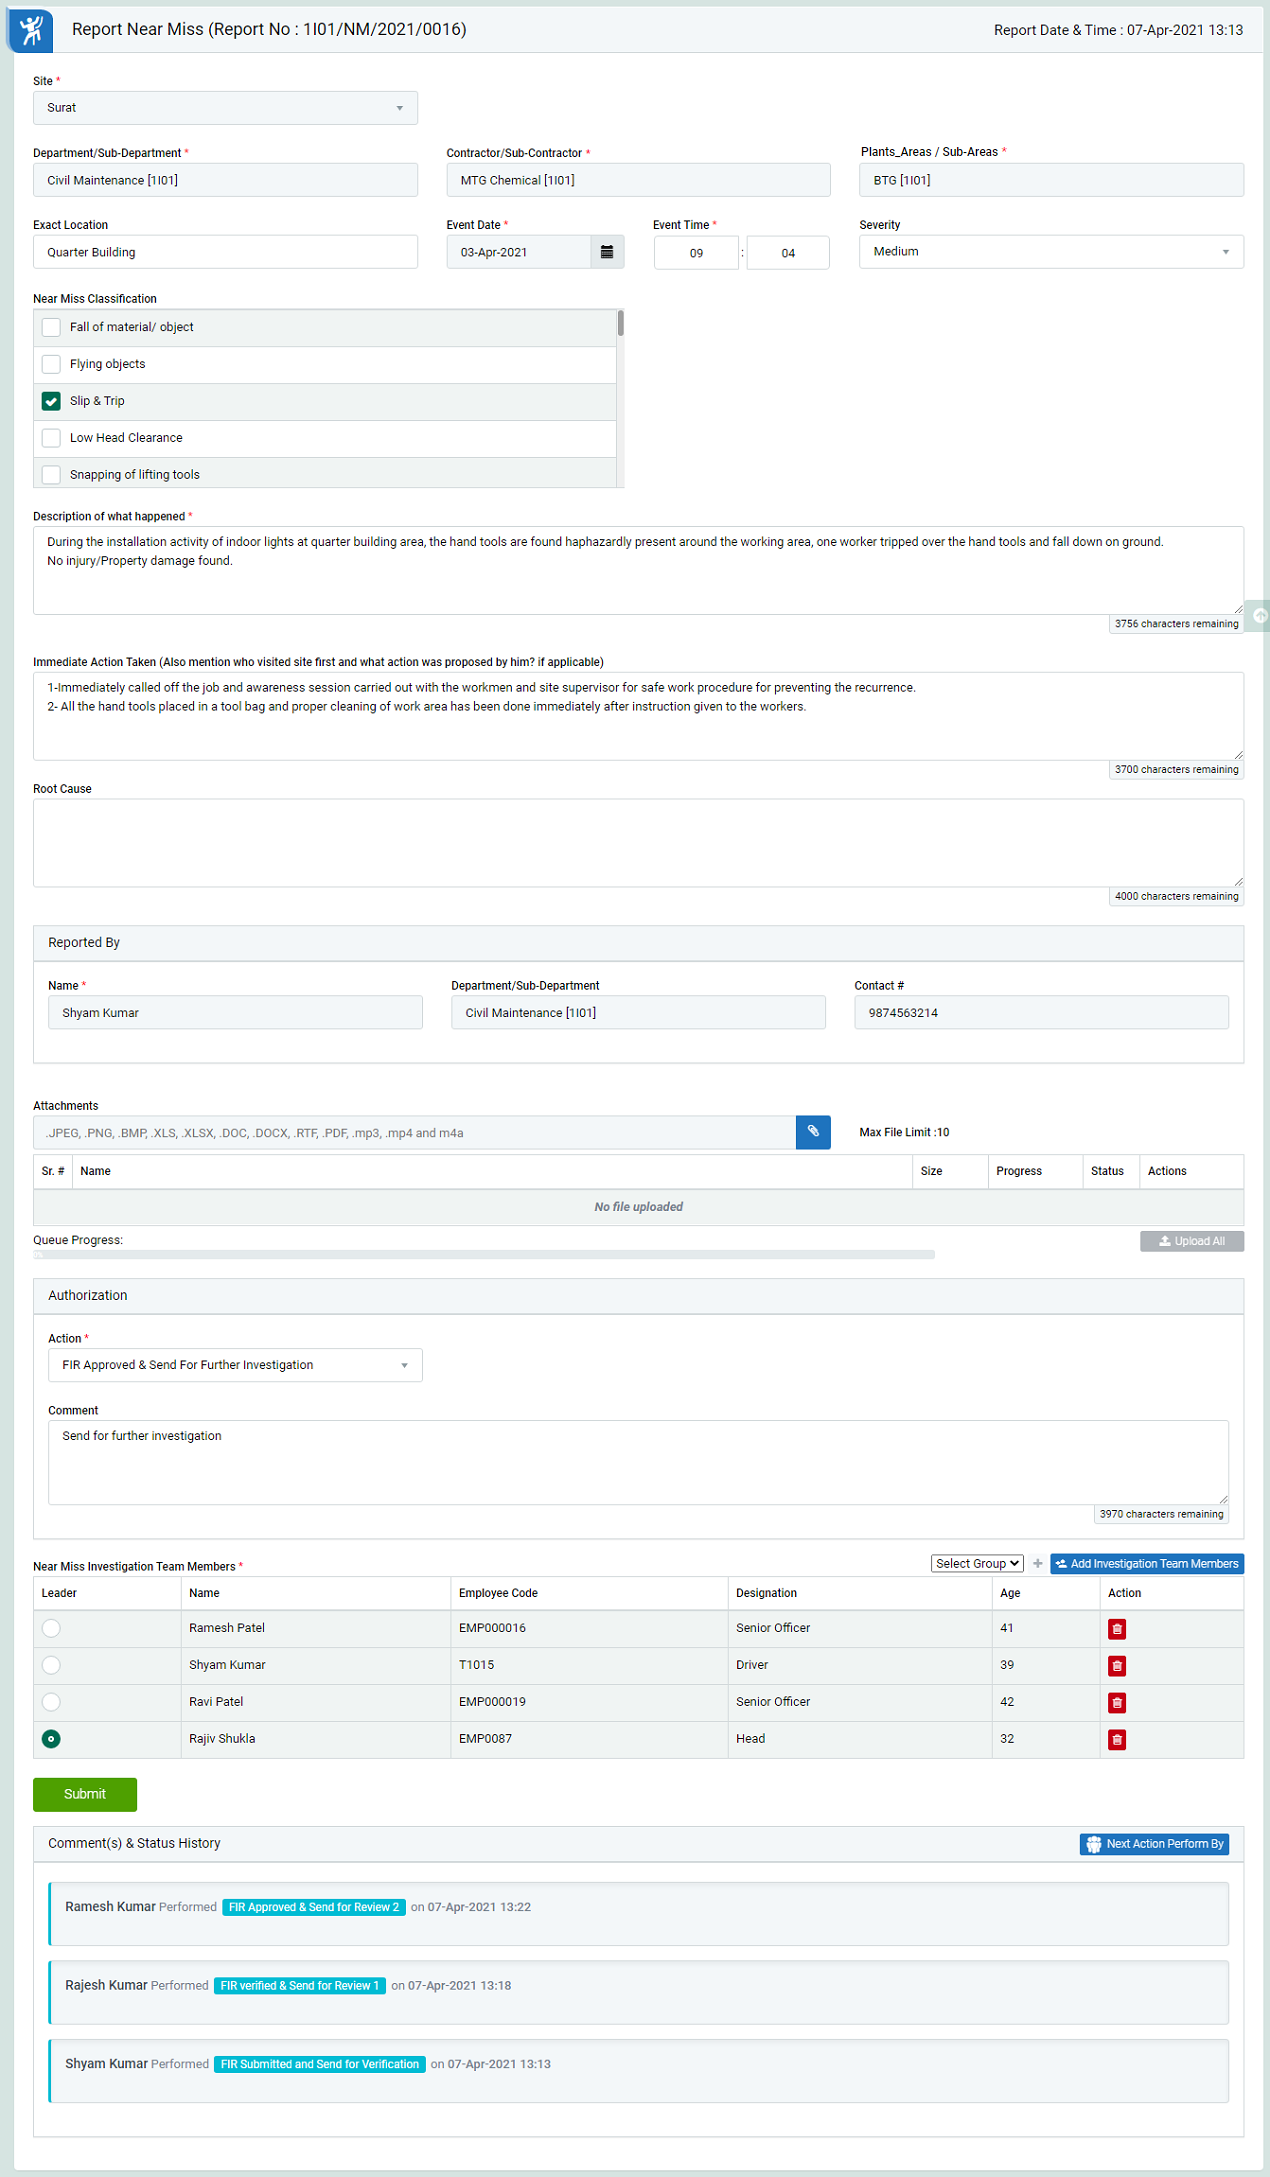 Report Near Miss (Report No : 1I01/NM/2021/0016)
Report Date & Time : 07-Apr-2021 13:13
Site *
Surat
Department/Sub-Department *
Contractor/Sub-Contractor *
Plants_Areas / Sub-Areas *
Civil Maintenance [1I01]
MTG Chemical [1I01]
BTG [1I01]
Exact Location
Event Date *
Event Time *
Severity
Quarter Building
03-Apr-2021
09 : 04
Medium
Near Miss Classification
Fall of material/ object
Flying objects
Slip & Trip
Low Head Clearance
Snapping of lifting tools
Description of what happened *
During the installation activity of indoor lights at quarter building area, the hand tools are found haphazardly present around the working area, one worker tripped over the hand tools and fall down on ground.
No injury/Property damage found.
3756 characters remaining
Immediate Action Taken (Also mention who visited site first and what action was proposed by him? if applicable)
1-Immediately called off the job and awareness session carried out with the workmen and site supervisor for safe work procedure for preventing the recurrence.
2- All the hand tools placed in a tool bag and proper cleaning of work area has been done immediately after instruction given to the workers.
3700 characters remaining
Root Cause
4000 characters remaining
Reported By
Name *
Department/Sub-Department
Contact #
Shyam Kumar
Civil Maintenance [1I01]
9874563214
Attachments
.JPEG, .PNG, .BMP, .XLS, .XLSX, .DOC, .DOCX, .RTF, .PDF, .mp3, .mp4 and m4a
Max File Limit :10
Sr. # Name Size Progress Status Actions
No file uploaded
Queue Progress:
Upload All
Authorization
Action *
FIR Approved & Send For Further Investigation
Comment
Send for further investigation
3970 characters remaining
Near Miss Investigation Team Members *
Select Group
+
Add Investigation Team Members
Leader Name Employee Code Designation Age Action
Ramesh Patel EMP000016 Senior Officer 41
Shyam Kumar T1015 Driver 39
Ravi Patel EMP000019 Senior Officer 42
Rajiv Shukla EMP0087 Head 32
Submit
Comment(s) & Status History
Next Action Perform By
Ramesh Kumar Performed FIR Approved & Send for Review 2 on 07-Apr-2021 13:22
Rajesh Kumar Performed FIR verified & Send for Review 1 on 07-Apr-2021 13:18
Shyam Kumar Performed FIR Submitted and Send for Verification on 07-Apr-2021 13:13